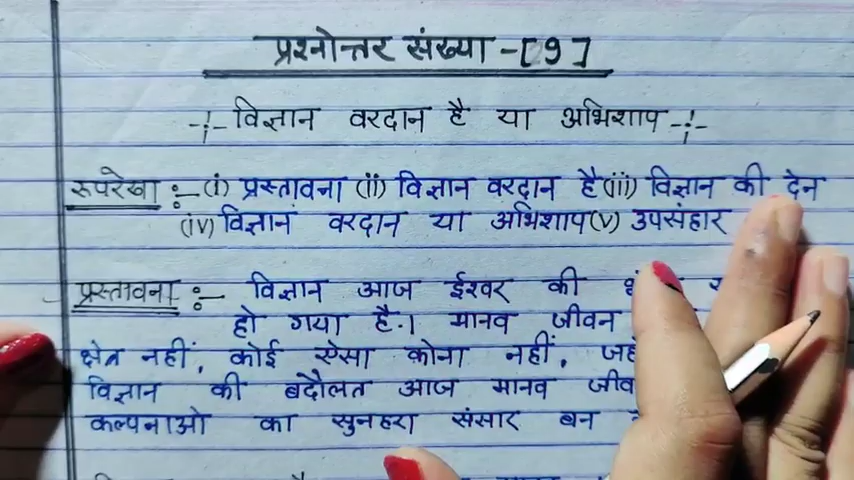 प्रश्नोत्तर संख्या -[9]
-:- विज्ञान वरदान है या अभिशाप -:-
रूपरेखा :- (i) प्रस्तावना (ii) विज्ञान वरदान है (iii) विज्ञान की देन
(iv) विज्ञान वरदान या अभिशाप (v) उपसंहार
प्रस्तावना :- विज्ञान आज ईश्वर की
हो गया है.। मानव जीवन
क्षेत्र नहीं, कोई ऐसा कोना नहीं,
विज्ञान की बदौलत आज मानव
कल्पनाओ का सुनहरा संसार बन